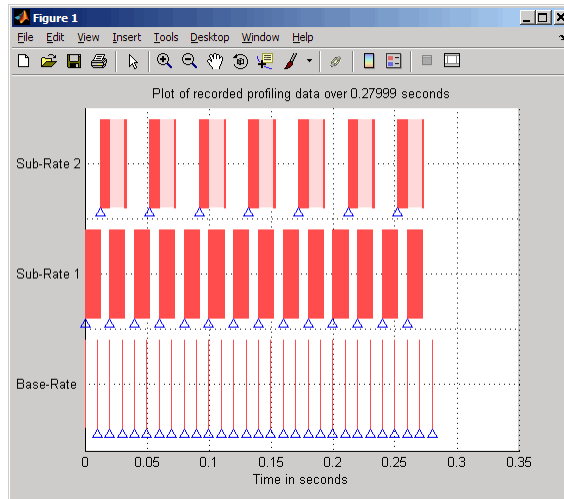 Figure 1
File Edit View Insert Tools Desktop Window Help
Plot of recorded profiling data over 0.27999 seconds
Sub-Rate 2
Sub-Rate 1
Base-Rate
0 0.05 0.1 0.15 0.2 0.25 0.3 0.35
Time in seconds